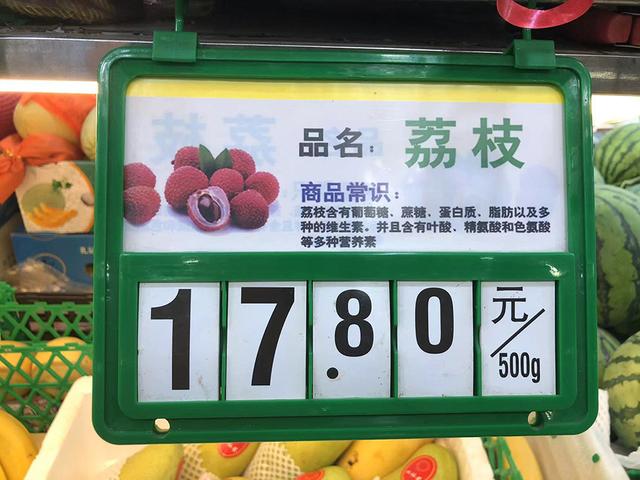 品名：荔枝
商品常识：
荔枝含有葡萄糖、蔗糖、蛋白质、脂肪以及多
种的维生素。并且含有叶酸、精氨酸和色氨酸
等多种营养素
17.80 元/500g